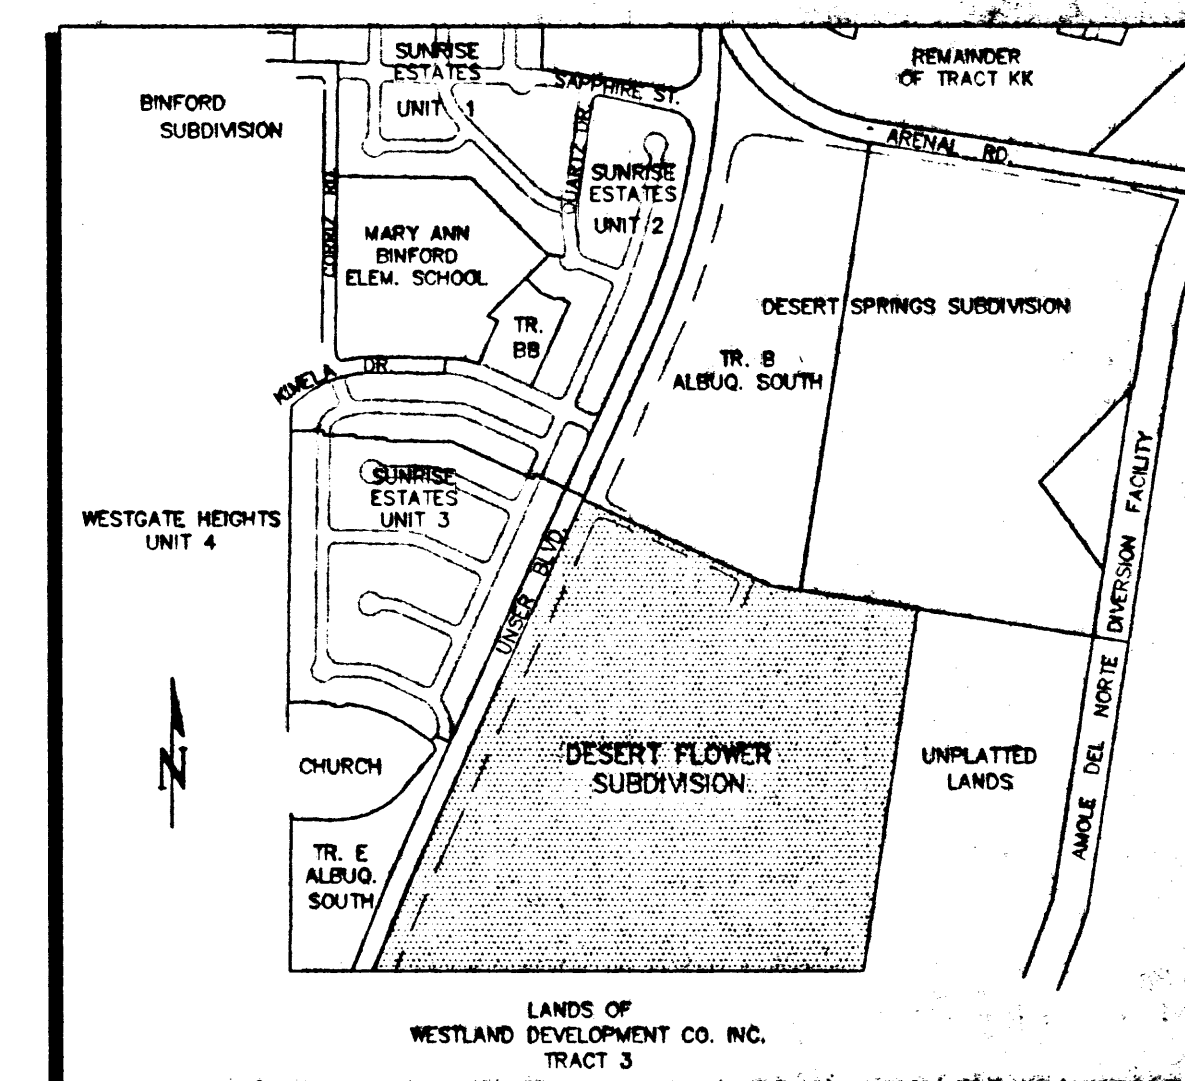 SUNRISE
ESTATES
UNIT 1
SAPPHIRE ST.
REMAINDER
OF TRACT KK
BINFORD
SUBDIVISION
QUARTZ DR.
ARENAL RD.
SUNRISE
ESTATES
UNIT 2
CORRIZ RD.
MARY ANN
BINFORD
ELEM. SCHOOL
DESERT SPRINGS SUBDIVISION
TR.
BB
TR. B
ALBUQ. SOUTH
KIMELA DR.
SUNRISE
ESTATES
UNIT 3
WESTGATE HEIGHTS
UNIT 4
UNSER BLVD.
AMOLE DEL NORTE DIVERSION FACILITY
N
CHURCH
DESERT FLOWER
SUBDIVISION
UNPLATTED
LANDS
TR. E
ALBUQ.
SOUTH
LANDS OF
WESTLAND DEVELOPMENT CO. INC.
TRACT 3